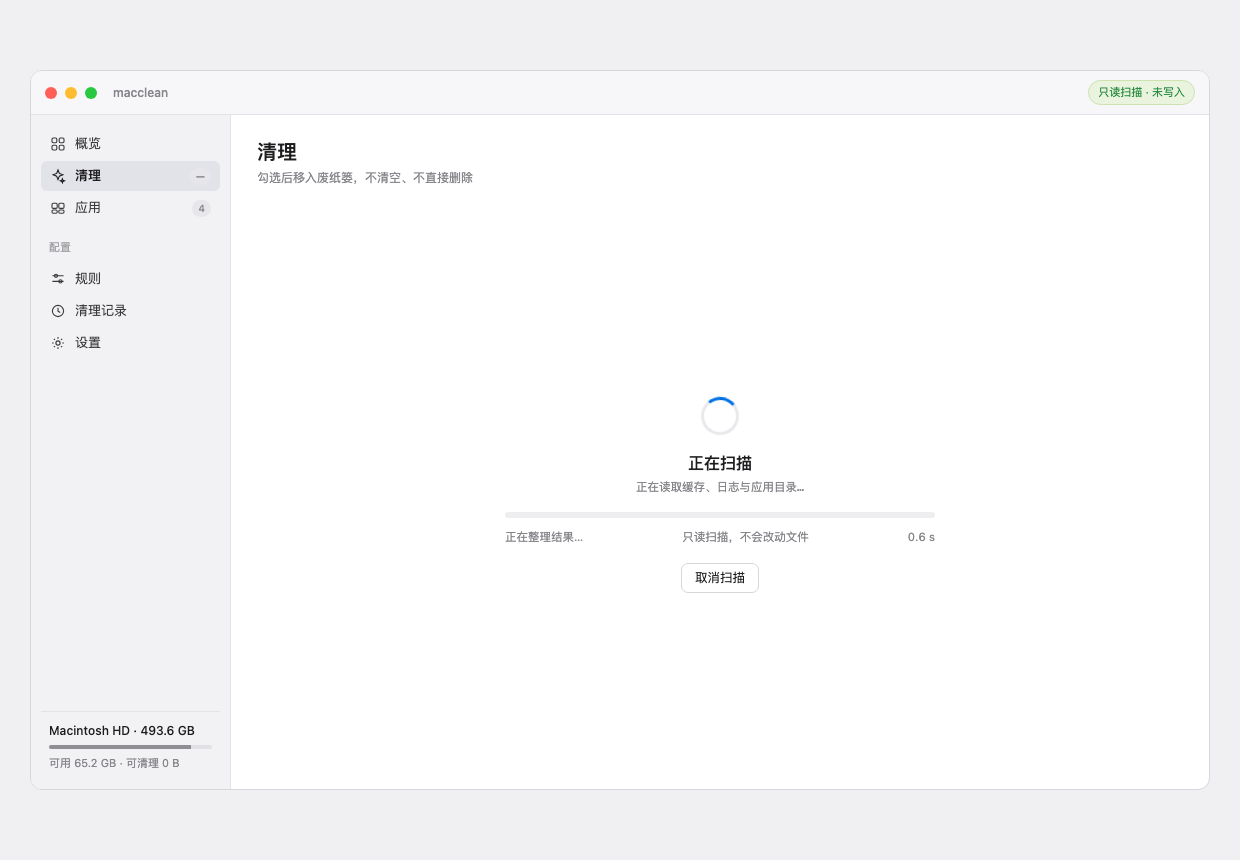 macclean
只读扫描 · 未写入
概览
清理 –
应用 4
配置
规则
清理记录
设置
Macintosh HD · 493.6 GB
可用 65.2 GB · 可清理 0 B
清理
勾选后移入废纸篓，不清空、不直接删除
正在扫描
正在读取缓存、日志与应用目录…
正在整理结果… 只读扫描，不会改动文件 0.6 s
取消扫描